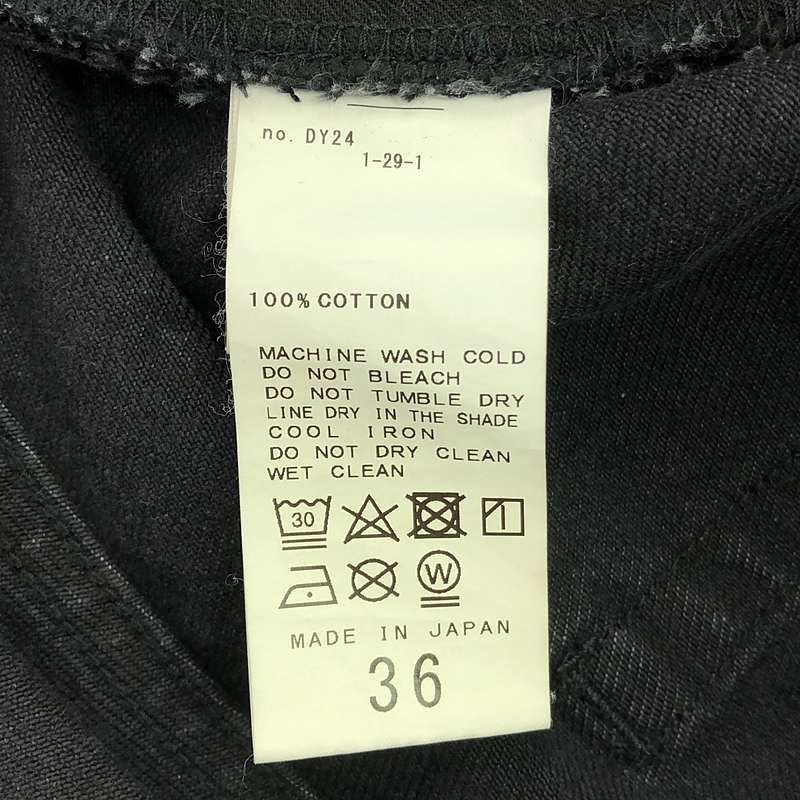 no. DY24
1-29-1
100% COTTON
MACHINE WASH COLD
DO NOT BLEACH
DO NOT TUMBLE DRY
LINE DRY IN THE SHADE
COOL IRON
DO NOT DRY CLEAN
WET CLEAN
30
W
MADE IN JAPAN
36